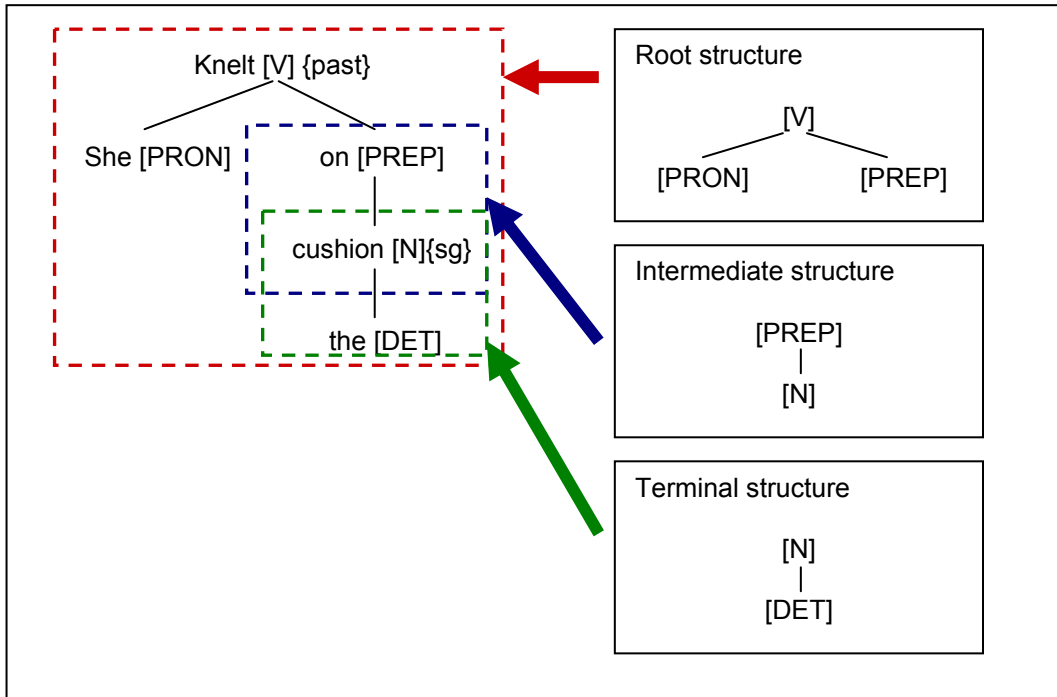 Knelt [V] {past}
She [PRON] on [PREP]
cushion [N]{sg}
the [DET]
Root structure
[V]
[PRON] [PREP]
Intermediate structure
[PREP]
[N]
Terminal structure
[N]
[DET]